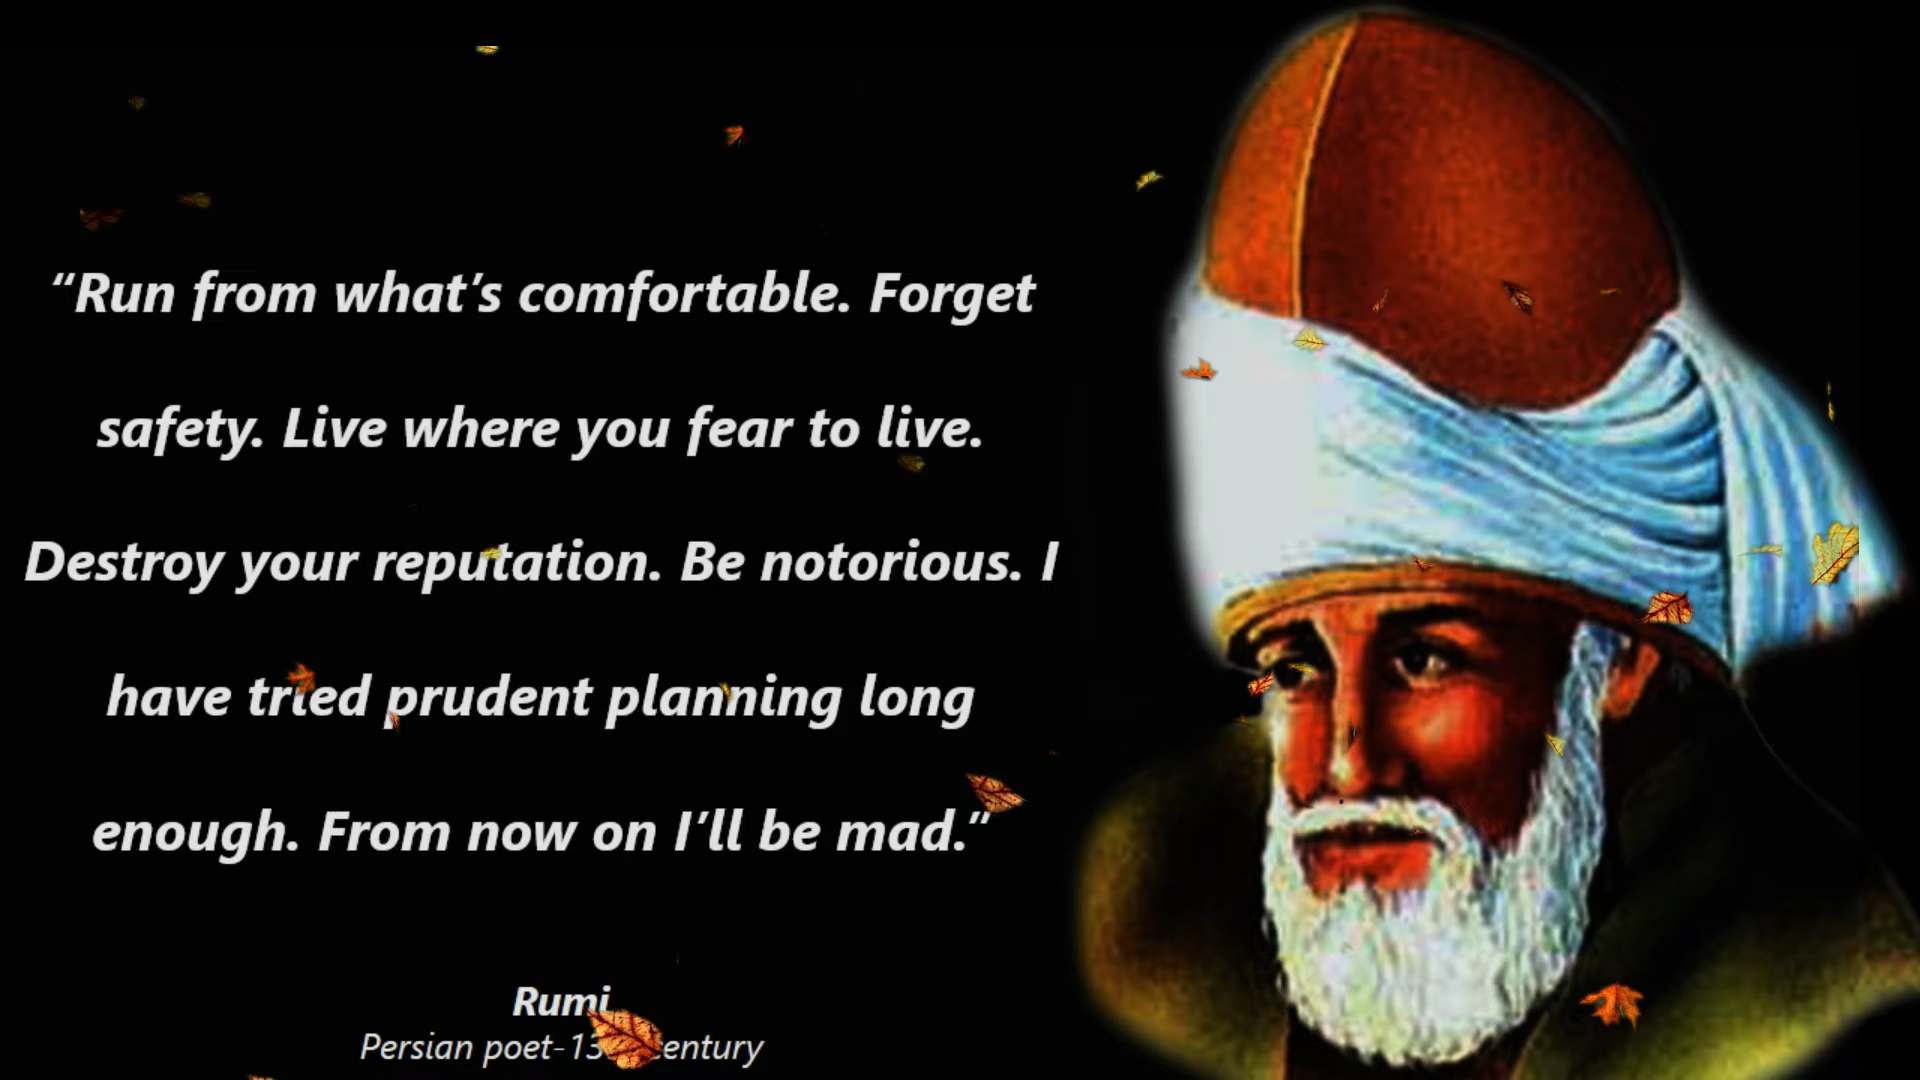 “Run from what’s comfortable. Forget
safety. Live where you fear to live.
Destroy your reputation. Be notorious. I
have tried prudent planning long
enough. From now on I’ll be mad.”
Rumi
Persian poet-13 century